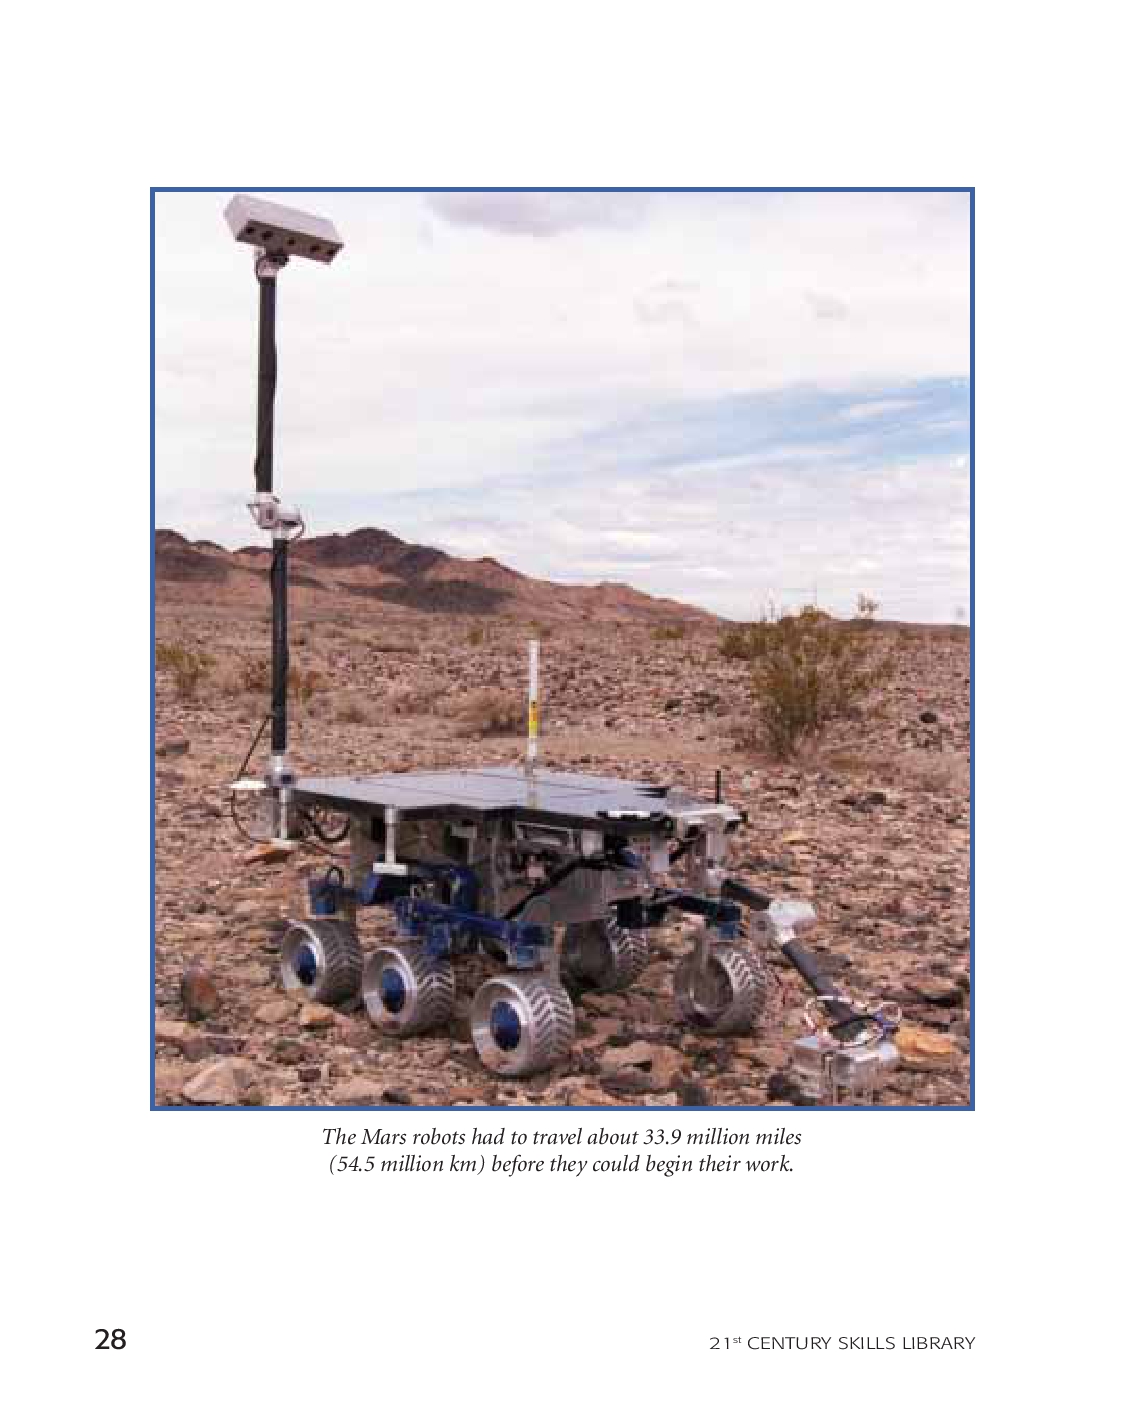 The Mars robots had to travel about 33.9 million miles
(54.5 million km) before they could begin their work.
28
21st CENTURY SKILLS LIBRARY